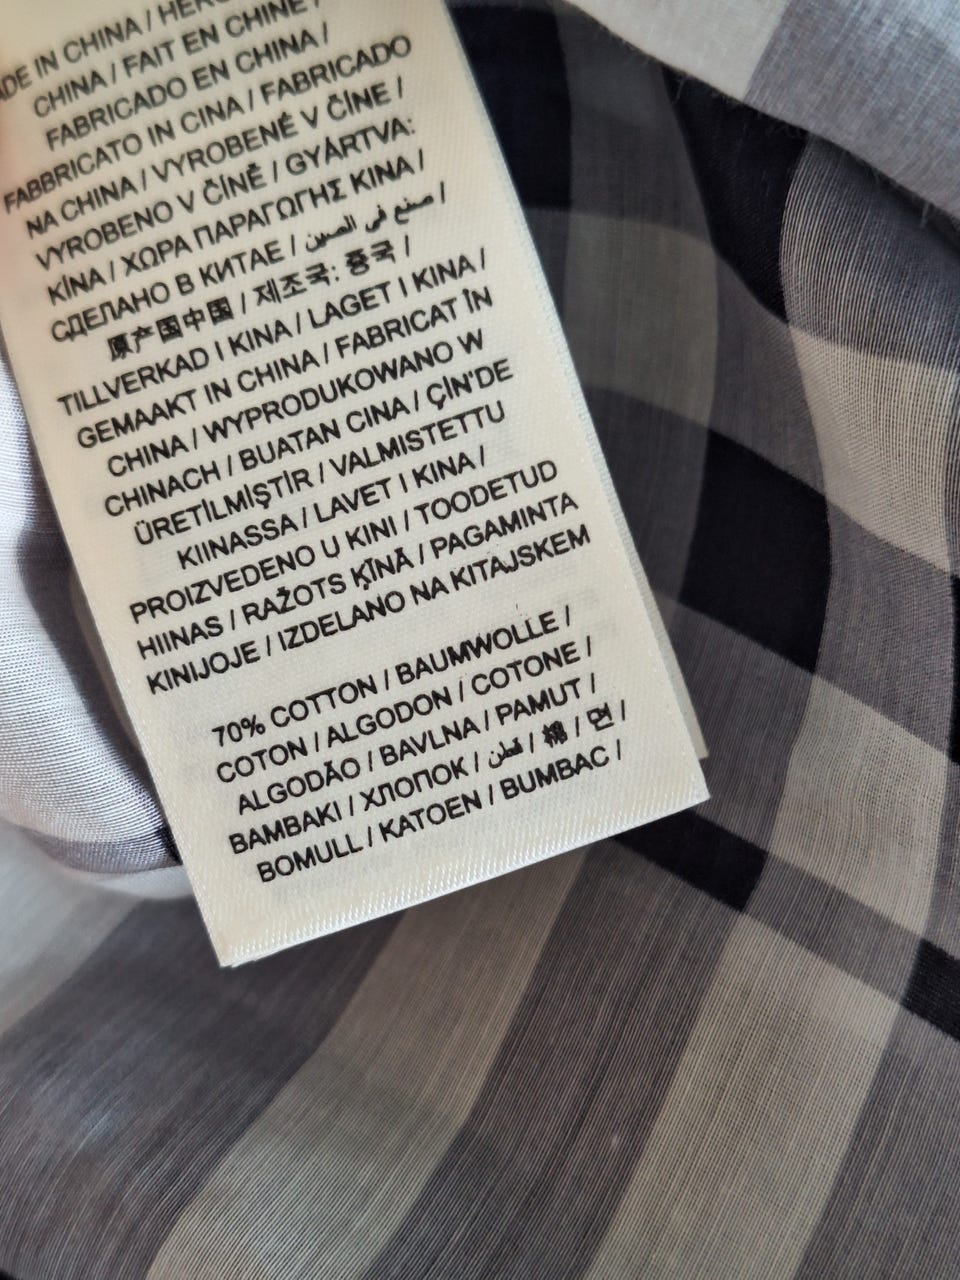 IN CHINA /
CHINA / FAIT EN CHINE /
FABRICADO EN CHINA /
FABBRICATO IN CINA / FABRICADO
NA CHINA / VYROBENÉ V ČÍNE /
VYROBENO V ČÍNĚ / GYÁRTVA:
KÍNA / ΧΩΡΑ ΠΑΡΑΓΩΓΗΣ KINA /
СДЕЛАНО В КИТАЕ / صنع في الصين /
原产国中国 / 제조국: 중국 /
TILLVERKAD I KINA / LAGET I KINA /
GEMAAKT IN CHINA / FABRICAT ÎN
CHINA / WYPRODUKOWANO W
CHINACH / BUATAN CINA / ÇİN'DE
ÜRETİLMİŞTİR / VALMISTETTU
KIINASSA / LAVET I KINA /
PROIZVEDENO U KINI / TOODETUD
HIINAS / RAŽOTS ĶĪNĀ / PAGAMINTA
KINIJOJE / IZDELANO NA KITAJSKEM
70% COTTON / BAUMWOLLE /
COTON / ALGODON / COTONE /
ALGODÃO / BAVLNA / PAMUT /
BAMBAKI / ХЛОПОК / قطن / 棉 / 면 /
BOMULL / KATOEN / BUMBAC /